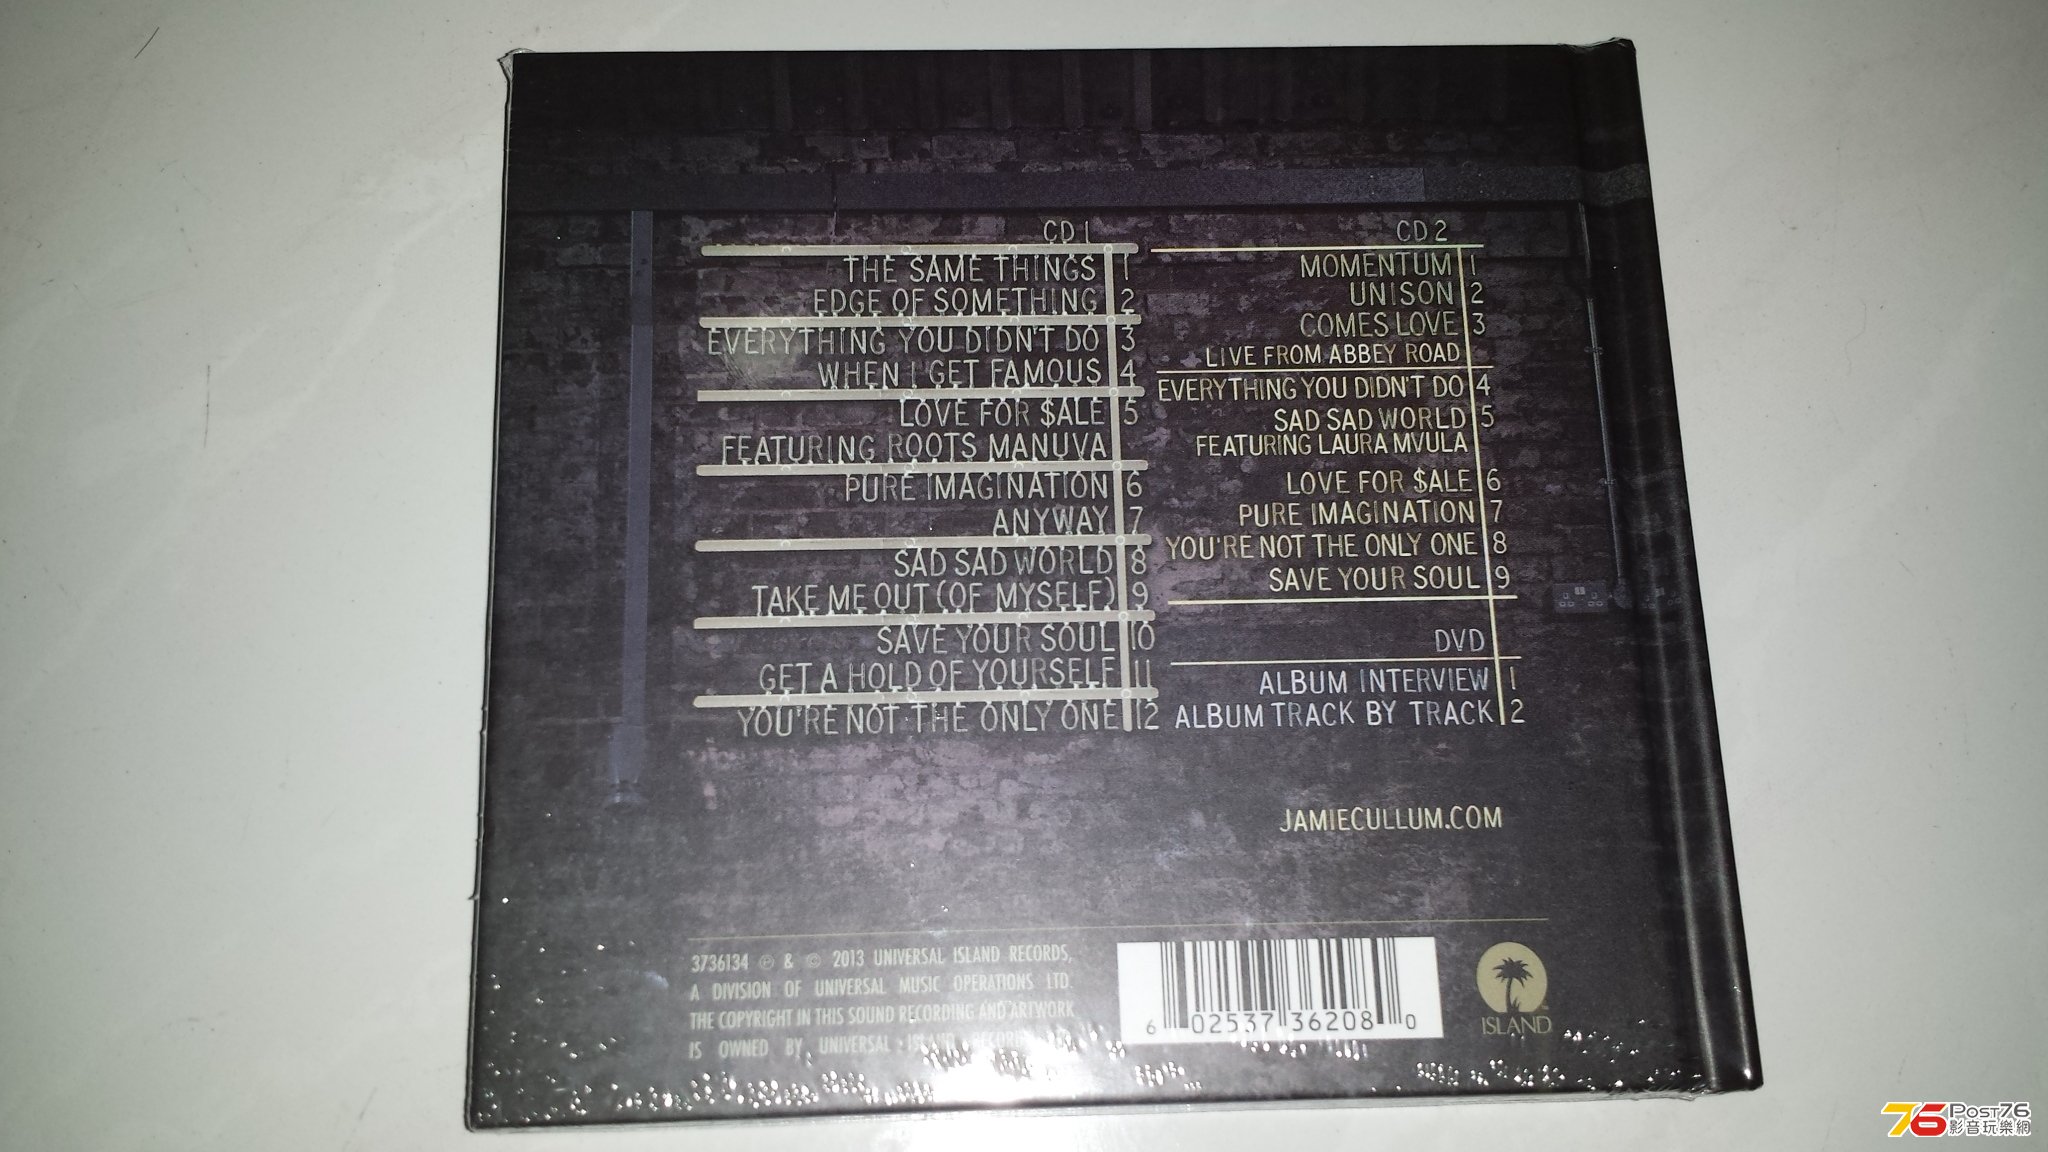 CD 1
THE SAME THINGS 1
EDGE OF SOMETHING 2
EVERYTHING YOU DIDN'T DO 3
WHEN I GET FAMOUS 4
LOVE FOR $ALE 5
FEATURING ROOTS MANUVA
PURE IMAGINATION 6
ANYWAY 7
SAD SAD WORLD 8
TAKE ME OUT (OF MYSELF) 9
SAVE YOUR SOUL 10
GET A HOLD OF YOURSELF 11
YOU'RE NOT THE ONLY ONE 12
CD 2
MOMENTUM 1
UNISON 2
COMES LOVE 3
LIVE FROM ABBEY ROAD
EVERYTHING YOU DIDN'T DO 4
SAD SAD WORLD 5
FEATURING LAURA MVULA
LOVE FOR $ALE 6
PURE IMAGINATION 7
YOU'RE NOT THE ONLY ONE 8
SAVE YOUR SOUL 9
DVD
ALBUM INTERVIEW 1
ALBUM TRACK BY TRACK 2
JAMIECULLUM.COM
3736134 ℗ & © 2013 UNIVERSAL ISLAND RECORDS,
A DIVISION OF UNIVERSAL MUSIC OPERATIONS LTD.
THE COPYRIGHT IN THIS SOUND RECORDING AND ARTWORK
IS OWNED BY UNIVERSAL ISLAND
6 02537 36208 0
ISLAND
76 POST76
影音玩樂網